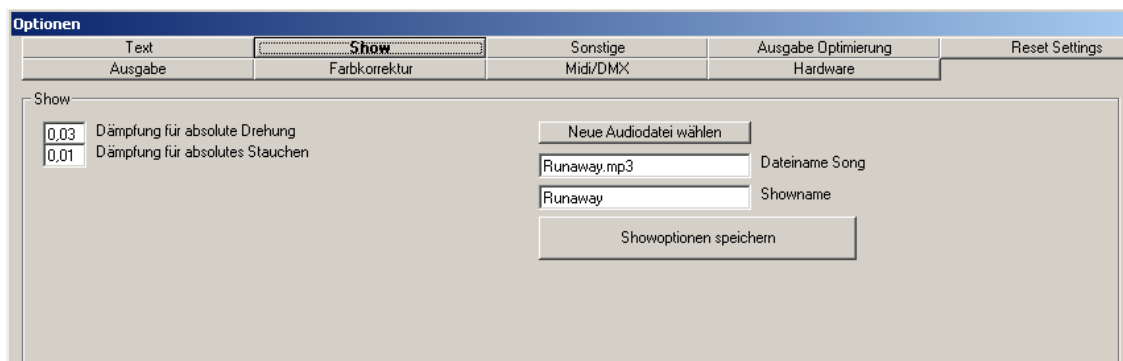 Optionen
Text Show Sonstige Ausgabe Optimierung Reset Settings
Ausgabe Farbkorrektur Midi/DMX Hardware
Show
0,03 Dämpfung für absolute Drehung
0,01 Dämpfung für absolutes Stauchen
Neue Audiodatei wählen
Runaway.mp3 Dateiname Song
Runaway Showname
Showoptionen speichern